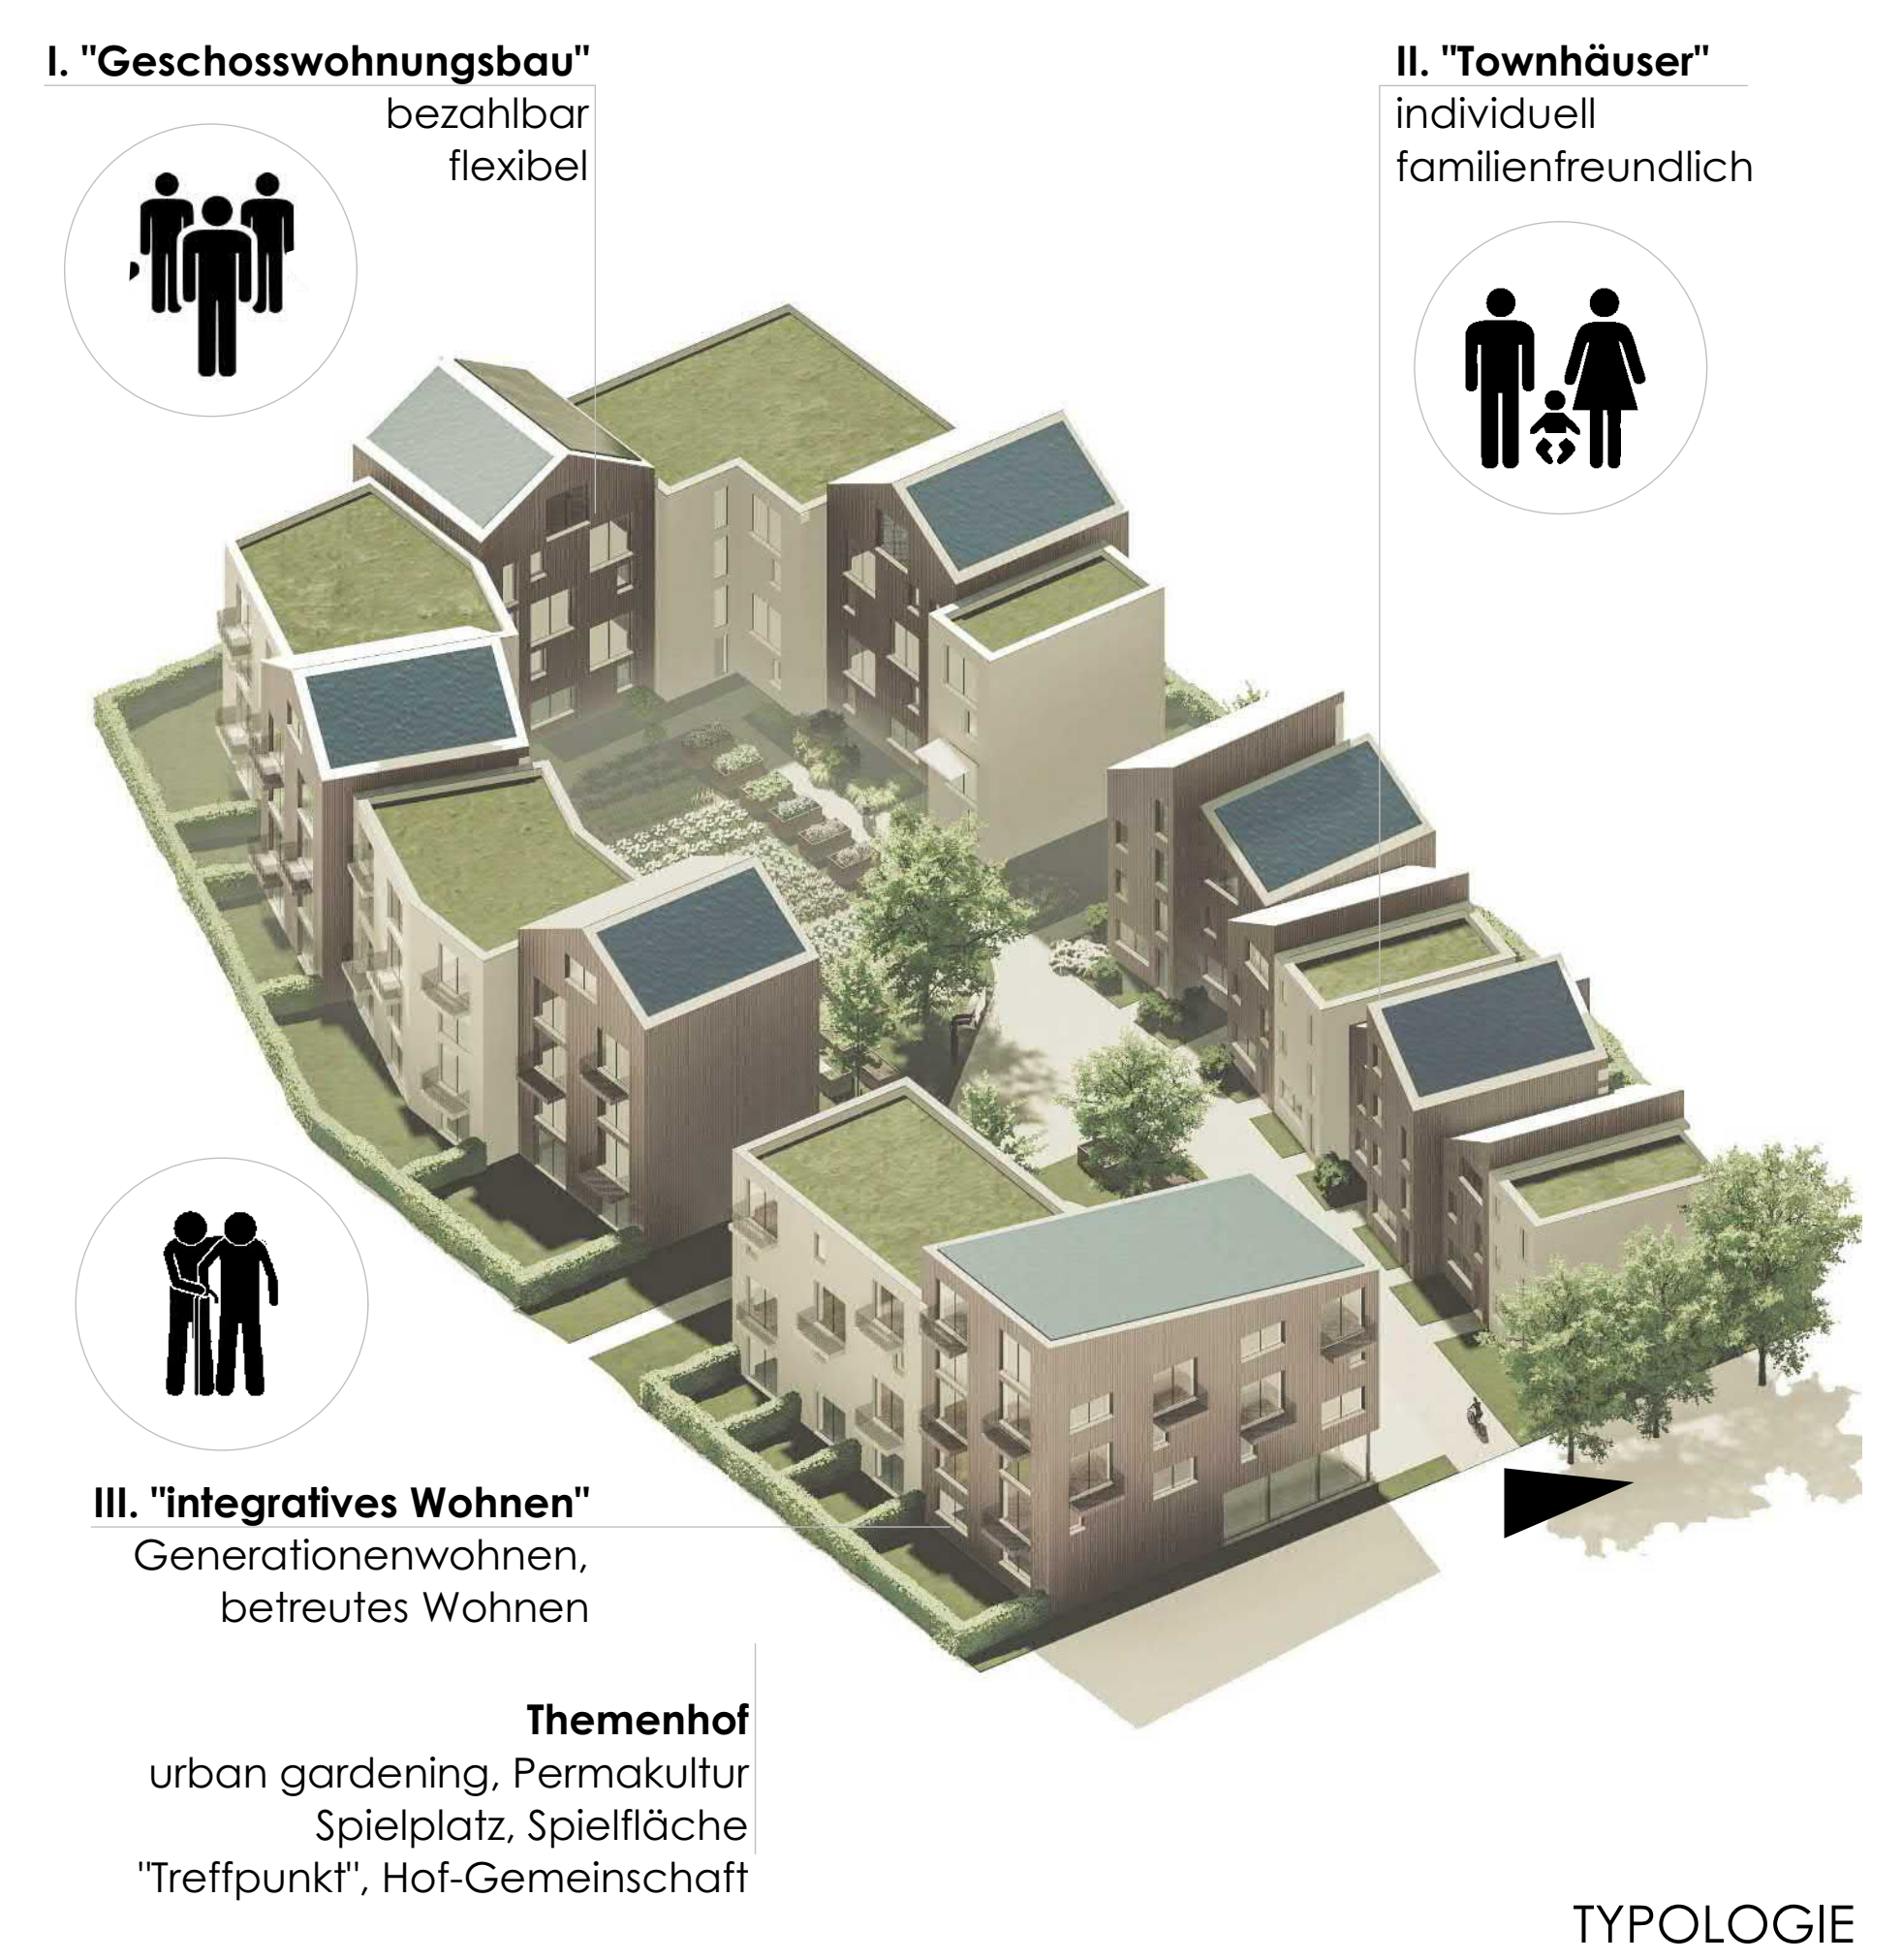 I. "Geschosswohnungsbau"
bezahlbar
flexibel
II. "Townhäuser"
individuell
familienfreundlich
III. "integratives Wohnen"
Generationenwohnen,
betreutes Wohnen
Themenhof
urban gardening, Permakultur
Spielplatz, Spielfläche
"Treffpunkt", Hof-Gemeinschaft
TYPOLOGIE